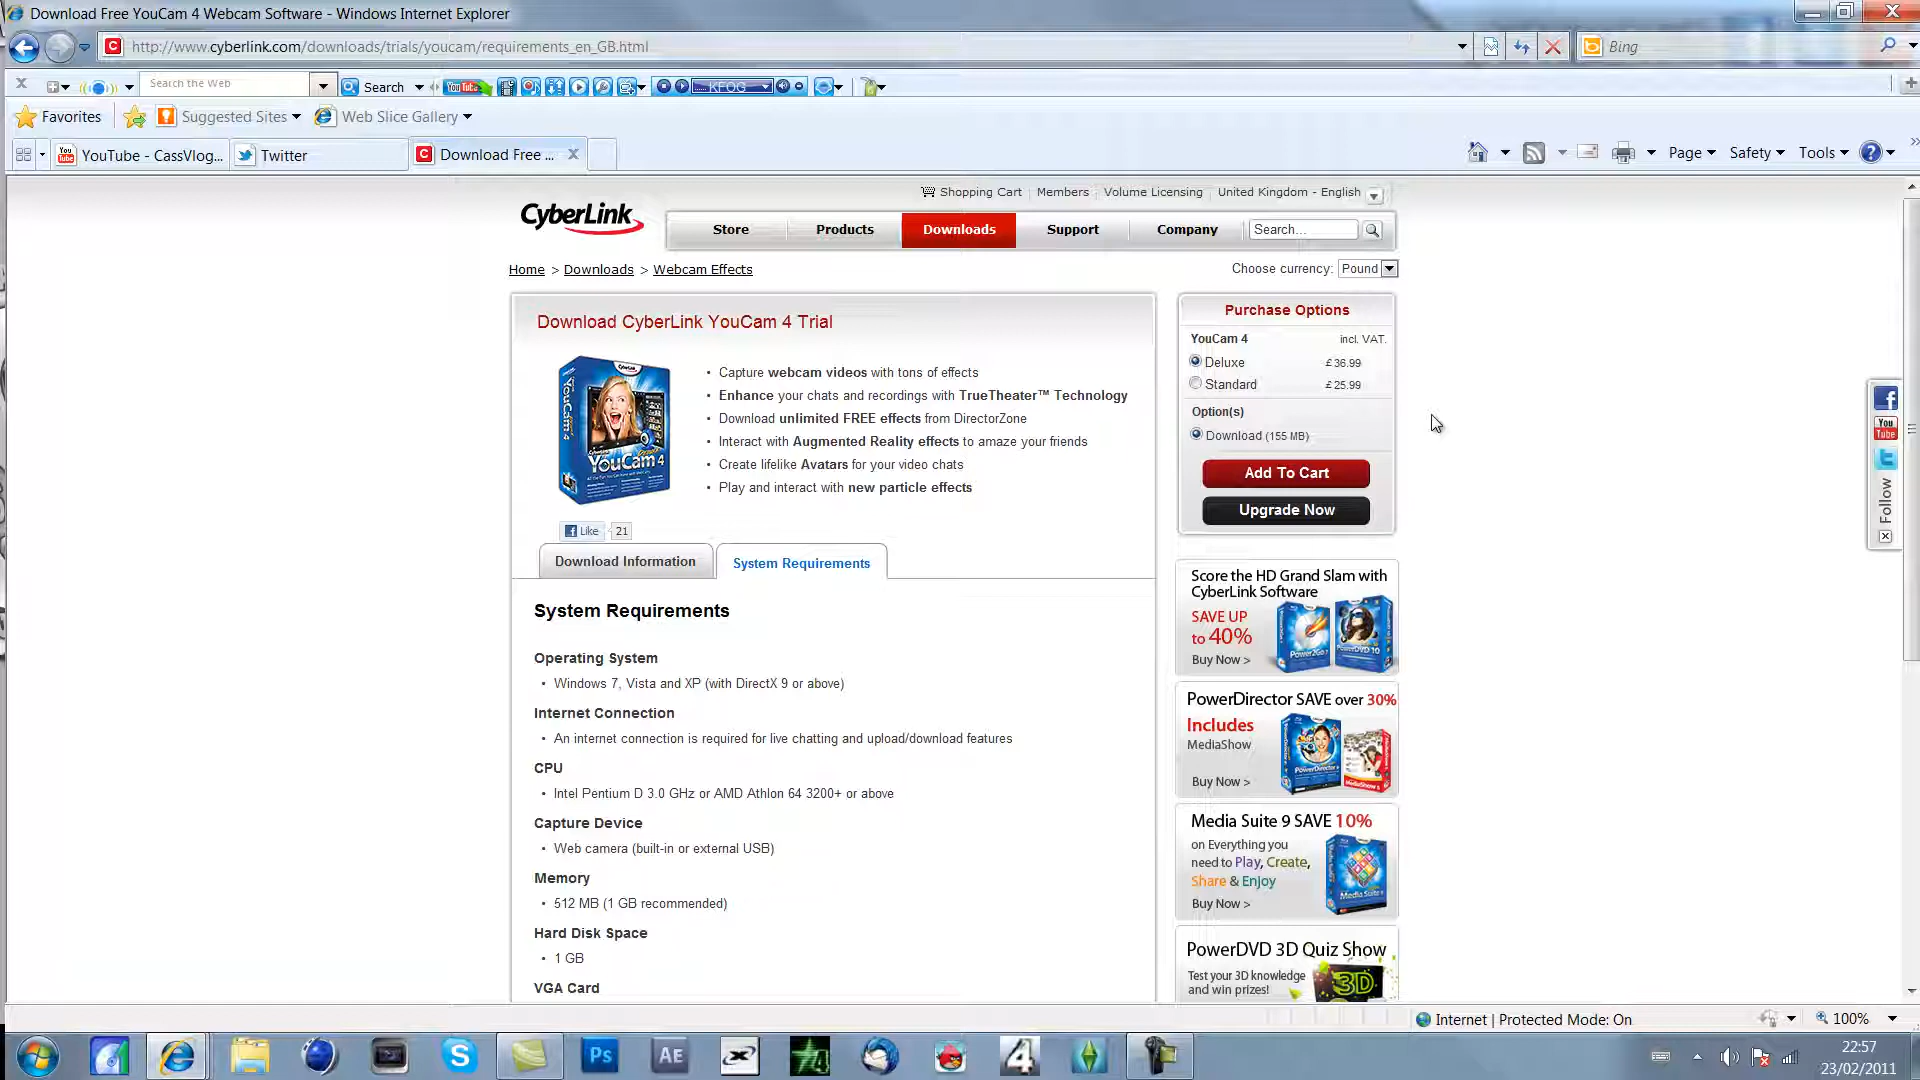 Download Free YouCam 4 Webcam Software - Windows Internet Explorer
http://www.cyberlink.com/downloads/trials/youcam/requirements_en_GB.html
Bing
Search the Web
Search
YouTube
KFOG
Favorites
Suggested Sites
Web Slice Gallery
YouTube - CassVlog...
Twitter
Download Free ...
Page
Safety
Tools
Shopping Cart
Members
Volume Licensing
United Kingdom - English
CyberLink
Store
Products
Downloads
Support
Company
Search...
Home > Downloads > Webcam Effects
Choose currency: Pound
Download CyberLink YouCam 4 Trial
YouCam 4
• Capture webcam videos with tons of effects
• Enhance your chats and recordings with TrueTheater™ Technology
• Download unlimited FREE effects from DirectorZone
• Interact with Augmented Reality effects to amaze your friends
• Create lifelike Avatars for your video chats
• Play and interact with new particle effects
Like 21
Download Information
System Requirements
System Requirements
Operating System
• Windows 7, Vista and XP (with DirectX 9 or above)
Internet Connection
• An internet connection is required for live chatting and upload/download features
CPU
• Intel Pentium D 3.0 GHz or AMD Athlon 64 3200+ or above
Capture Device
• Web camera (built-in or external USB)
Memory
• 512 MB (1 GB recommended)
Hard Disk Space
• 1 GB
VGA Card
Purchase Options
YouCam 4 incl. VAT.
Deluxe £ 36.99
Standard £ 25.99
Option(s)
Download (155 MB)
Add To Cart
Upgrade Now
Score the HD Grand Slam with
CyberLink Software
SAVE UP
to 40%
Buy Now >
PowerDirector SAVE over 30%
Includes
MediaShow
Buy Now >
Media Suite 9 SAVE 10%
on Everything you
need to Play, Create,
Share & Enjoy
Buy Now >
PowerDVD 3D Quiz Show
Test your 3D knowledge
and win prizes!
3D
You
Tube
Follow
Internet | Protected Mode: On
100%
Ps
AE
4
22:57
23/02/2011